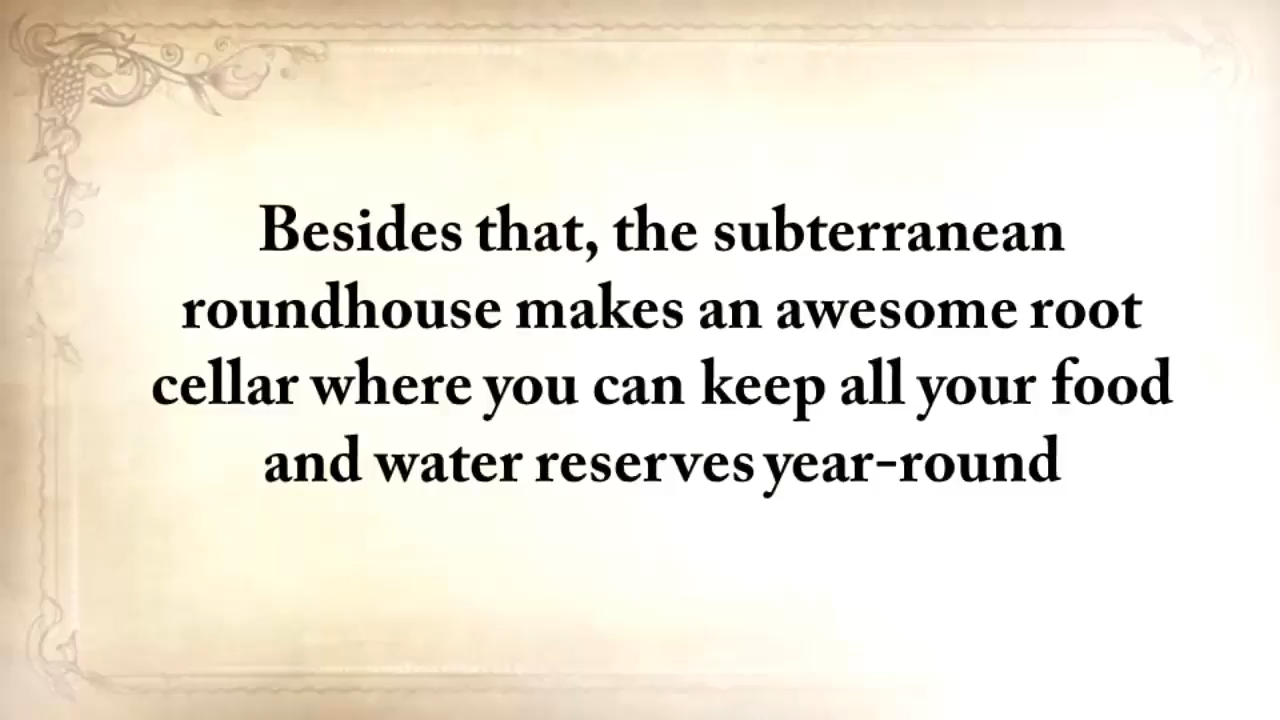 Besides that, the subterranean
roundhouse makes an awesome root
cellar where you can keep all your food
and water reserves year-round